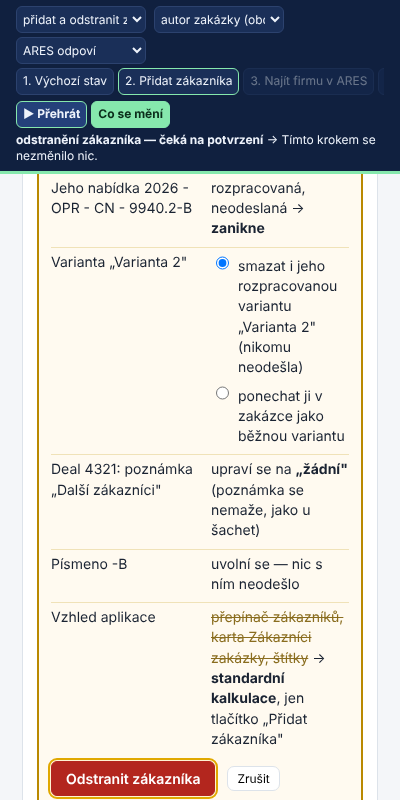 přidat a odstranit z
autor zakázky (obc
ARES odpoví
1. Výchozí stav
2. Přidat zákazníka
3. Najít firmu v ARES
▶ Přehrát
Co se mění
odstranění zákazníka — čeká na potvrzení → Tímto krokem se
nezměnilo nic.
Jeho nabídka 2026 -
OPR - CN - 9940.2-B
rozpracovaná,
neodeslaná →
zanikne
Varianta „Varianta 2"
smazat i jeho
rozpracovanou
variantu
„Varianta 2"
(nikomu
neodešla)
ponechat ji v
zakázce jako
běžnou variantu
Deal 4321: poznámka
„Další zákazníci"
upraví se na „žádní"
(poznámka se
nemaže, jako u
šachet)
Písmeno -B
uvolní se — nic s
ním neodešlo
Vzhled aplikace
přepínač zákazníků,
karta Zákazníci
zakázky, štítky →
standardní
kalkulace, jen
tlačítko „Přidat
zákazníka"
Odstranit zákazníka
Zrušit